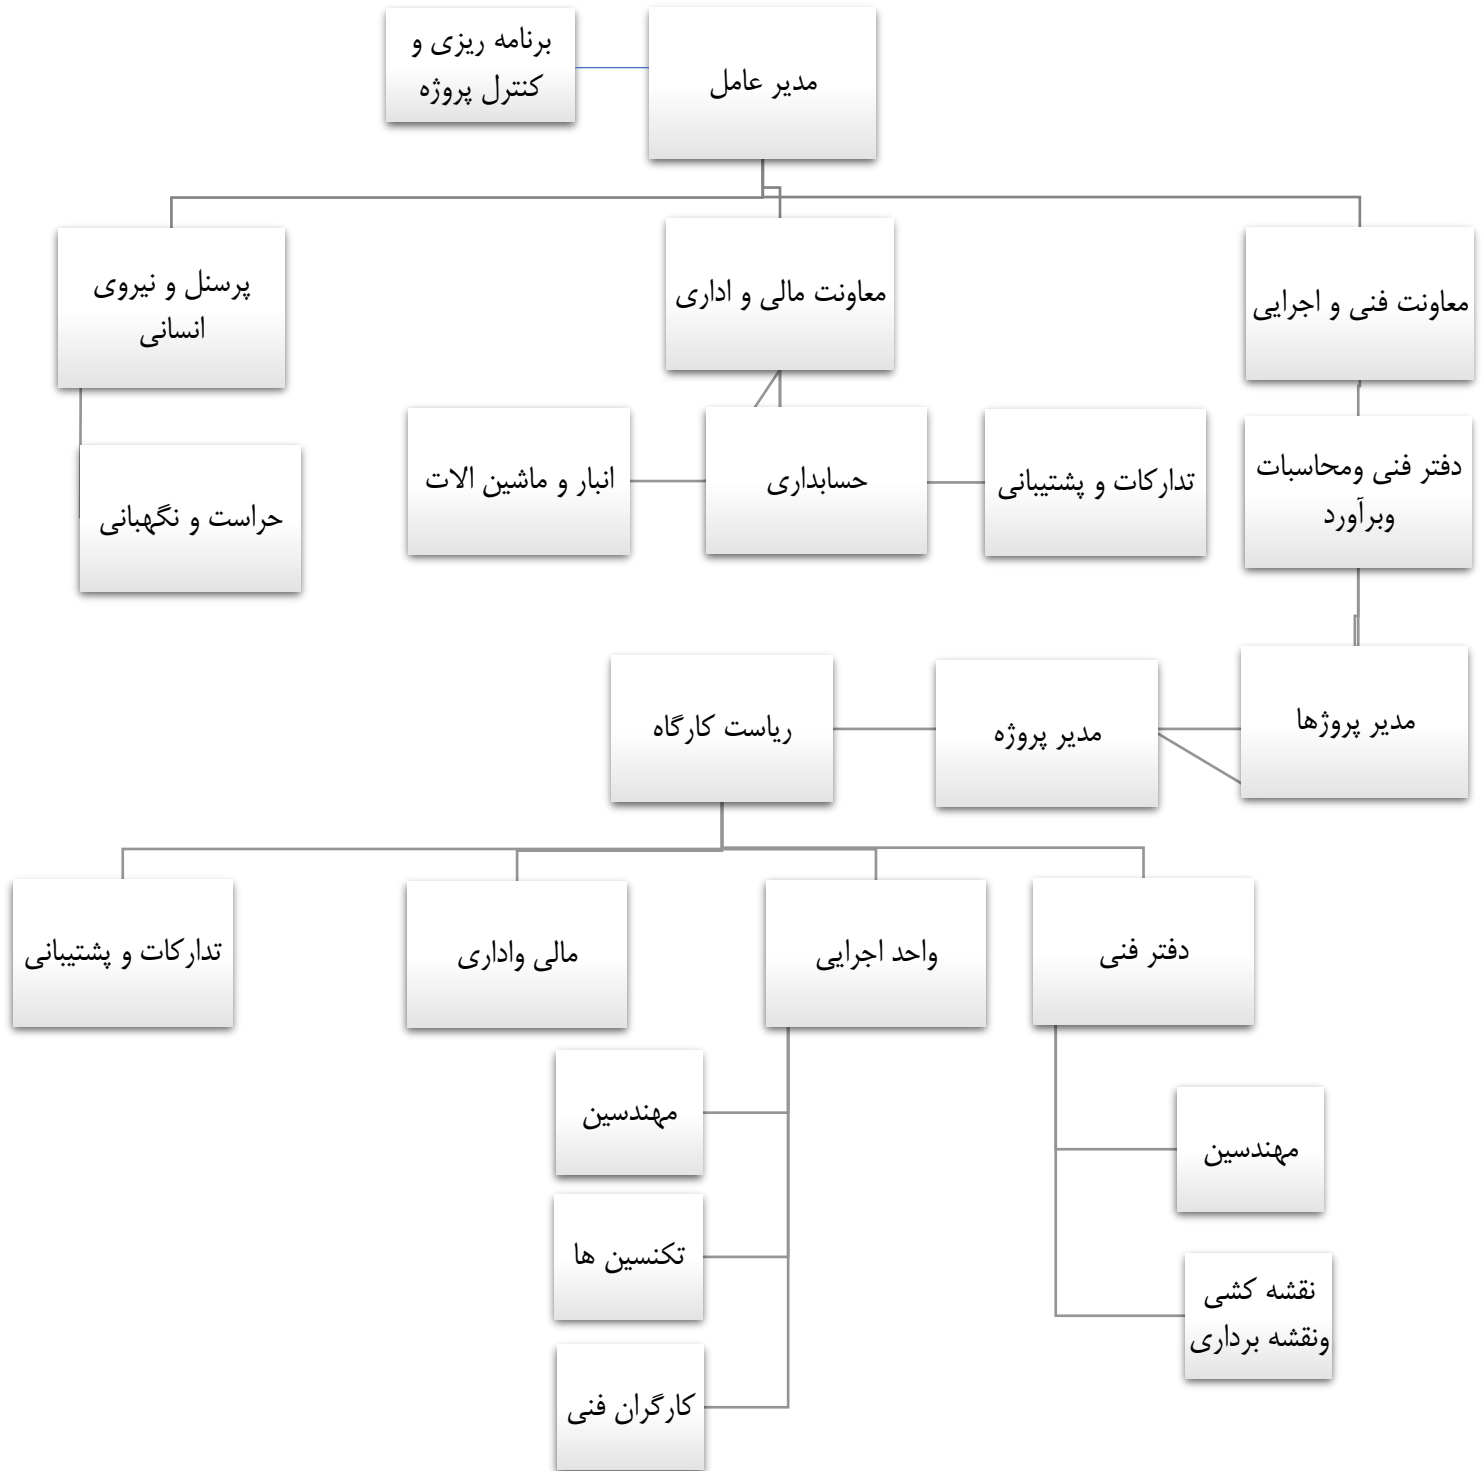 برنامه ریزی و
کنترل پروژه
مدیر عامل
معاونت فنی و اجرایی
معاونت مالی و اداری
پرسنل و نیروی
انسانی
دفتر فنی ومحاسبات
وبرآورد
تدارکات و پشتیبانی
حسابداری
انبار و ماشین الات
حراست و نگهبانی
مدیر پروژها
مدیر پروژه
ریاست کارگاه
دفتر فنی
واحد اجرایی
مالی واداری
تدارکات و پشتیبانی
مهندسین
نقشه کشی
ونقشه برداری
مهندسین
تکنسین ها
کارگران فنی